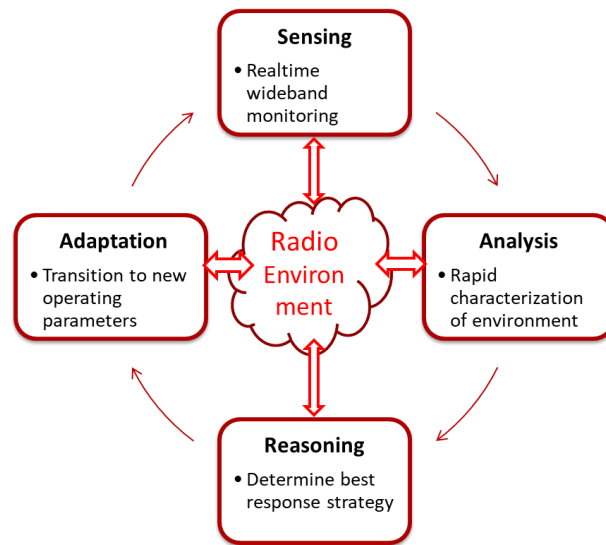 Sensing
• Realtime
wideband
monitoring
Adaptation
• Transition to new
operating
parameters
Radio
Environ
ment
Analysis
• Rapid
characterization
of environment
Reasoning
• Determine best
response strategy